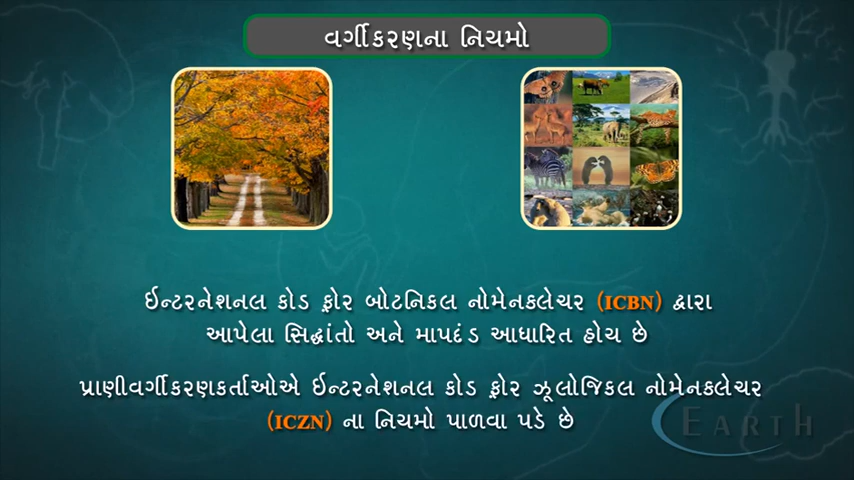 વર્ગીકરણના નિયમો
ઈન્ટરનેશનલ કોડ ફોર બોટનિકલ નોમેનક્લેચર (ICBN) દ્વારા
આપેલા સિદ્ધાંતો અને માપદંડ આધારિત હોય છે
પ્રાણીવર્ગીકરણકર્તાઓએ ઈન્ટરનેશનલ કોડ ફોર ઝૂલોજિકલ નોમેનક્લેચર
(ICZN) ના નિયમો પાળવા પડે છે
EARTH